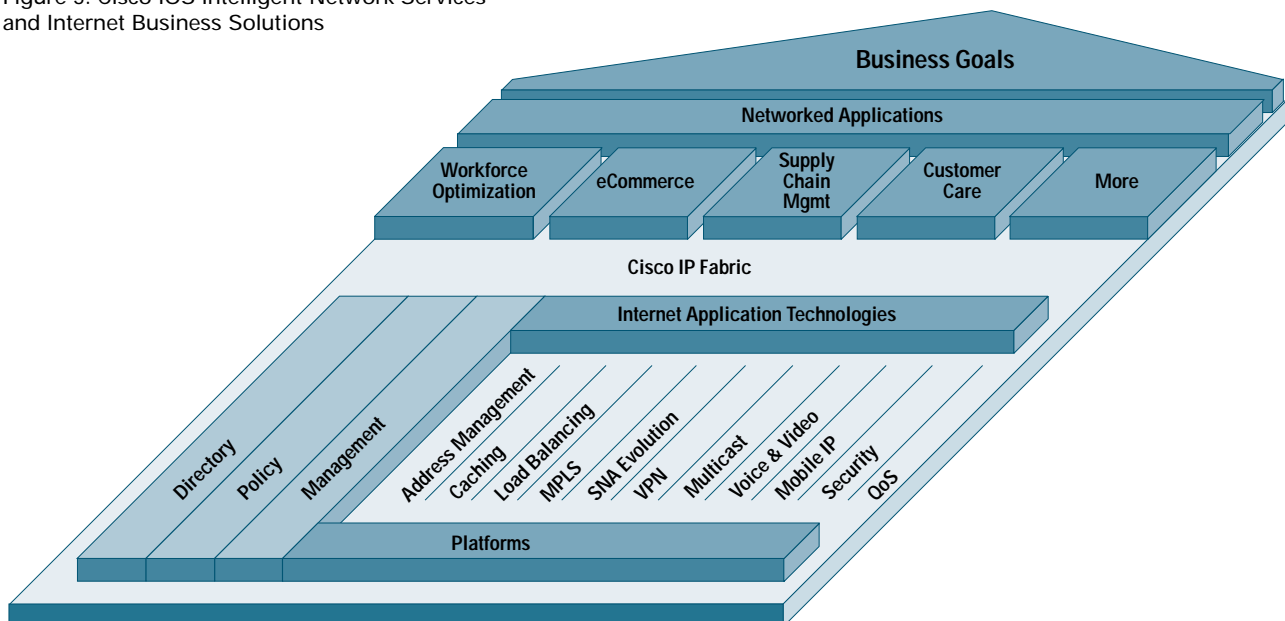 and Internet Business Solutions
Business Goals
Networked Applications
Workforce
Optimization
eCommerce
Supply
Chain
Mgmt
Customer
Care
More
Cisco IP Fabric
Internet Application Technologies
Directory
Policy
Management
Address Management
Caching
Load Balancing
MPLS
SNA Evolution
VPN
Multicast
Voice & Video
Mobile IP
Security
QoS
Platforms